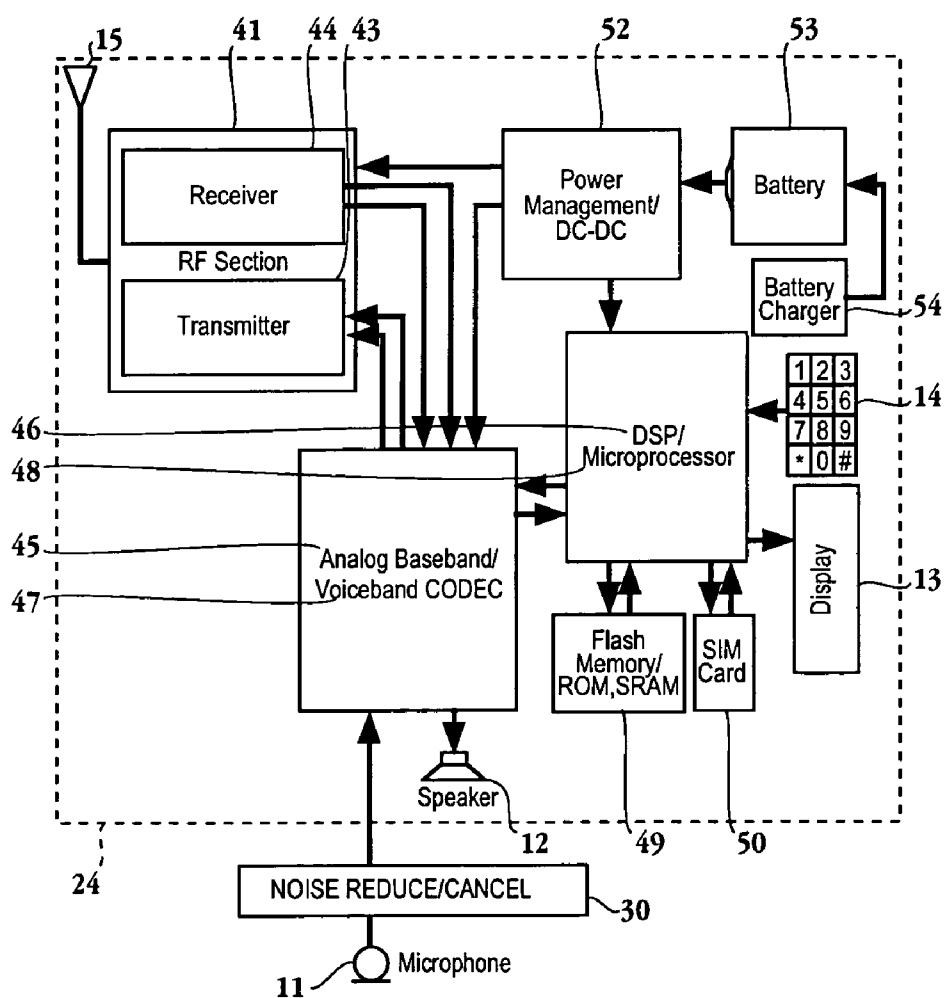 15
41
44
43
52
53
Receiver
RF Section
Transmitter
Power
Management/
DC-DC
Battery
Battery
Charger
54
1 2 3
4 5 6
7 8 9
* 0 #
14
46
48
DSP/
Microprocessor
45
47
Analog Baseband/
Voiceband CODEC
Display
13
Flash
Memory/
ROM,SRAM
SIM
Card
Speaker
12
49
50
24
NOISE REDUCE/CANCEL
30
11
Microphone